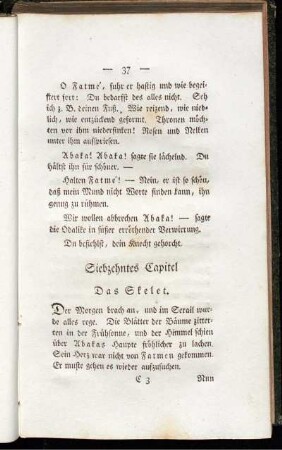 — 37 —
O Fatme', fuhr er hastig und wie begei-
stert fort: Du bedarfst des alles nicht. Seh
ich z. B. deinen Fuß. Wie reizend, wie nied-
lich, wie entzückend geformt. Thronen möch-
ten vor ihm niedersinken! Rosen und Nelken
unter ihm aufsprießen.
Abaka! Abaka! sagte sie lächelnd. Du
hältst ihn für schöner. —
Halten Fatme'! — Nein, er ist so schön,
daß mein Mund nicht Worte finden kann, ihn
genug zu rühmen.
Wir wollen abbrechen Abaka! — sagte
die Odalike in süßer erröthender Verwirrung.
Du befiehlst, dein Knecht gehorcht.
Siebzehntes Capitel
Das Skelet.
Der Morgen brach an, und im Serail wur-
de alles rege. Die Blätter der Bäume zitter-
ten in der Frühsonne, und der Himmel schien
über Abakas Haupte fröhlicher zu lachen.
Sein Herz war nicht von Farmen gekommen.
Er mußte gehen es wieder aufzusuchen.
C 3 Nun